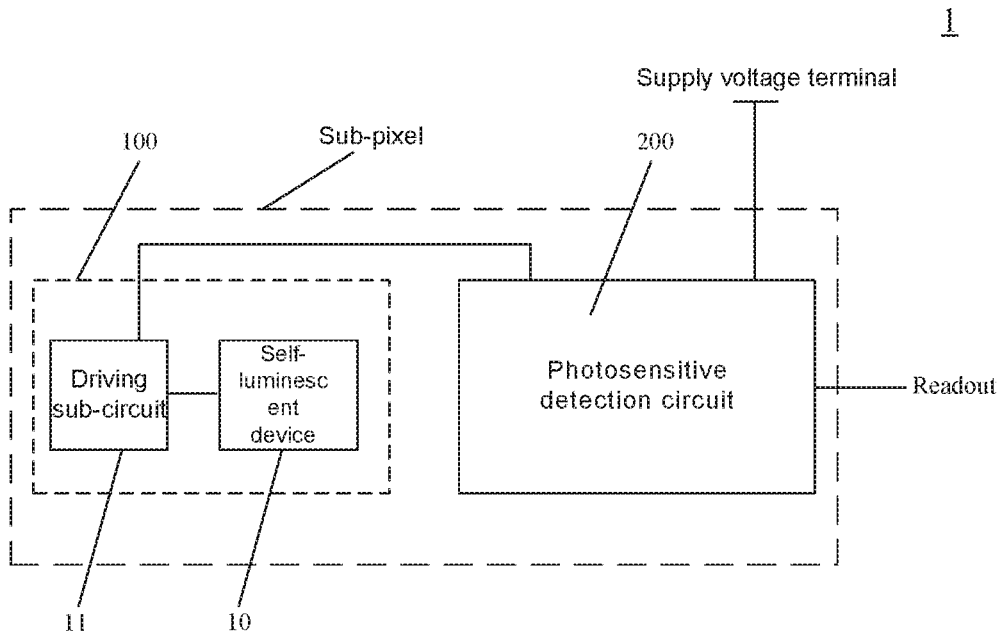 1
Supply voltage terminal
100
Sub-pixel
200
Driving
sub-circuit
Self-
luminesc
ent
device
Photosensitive
detection circuit
Readout
11
10